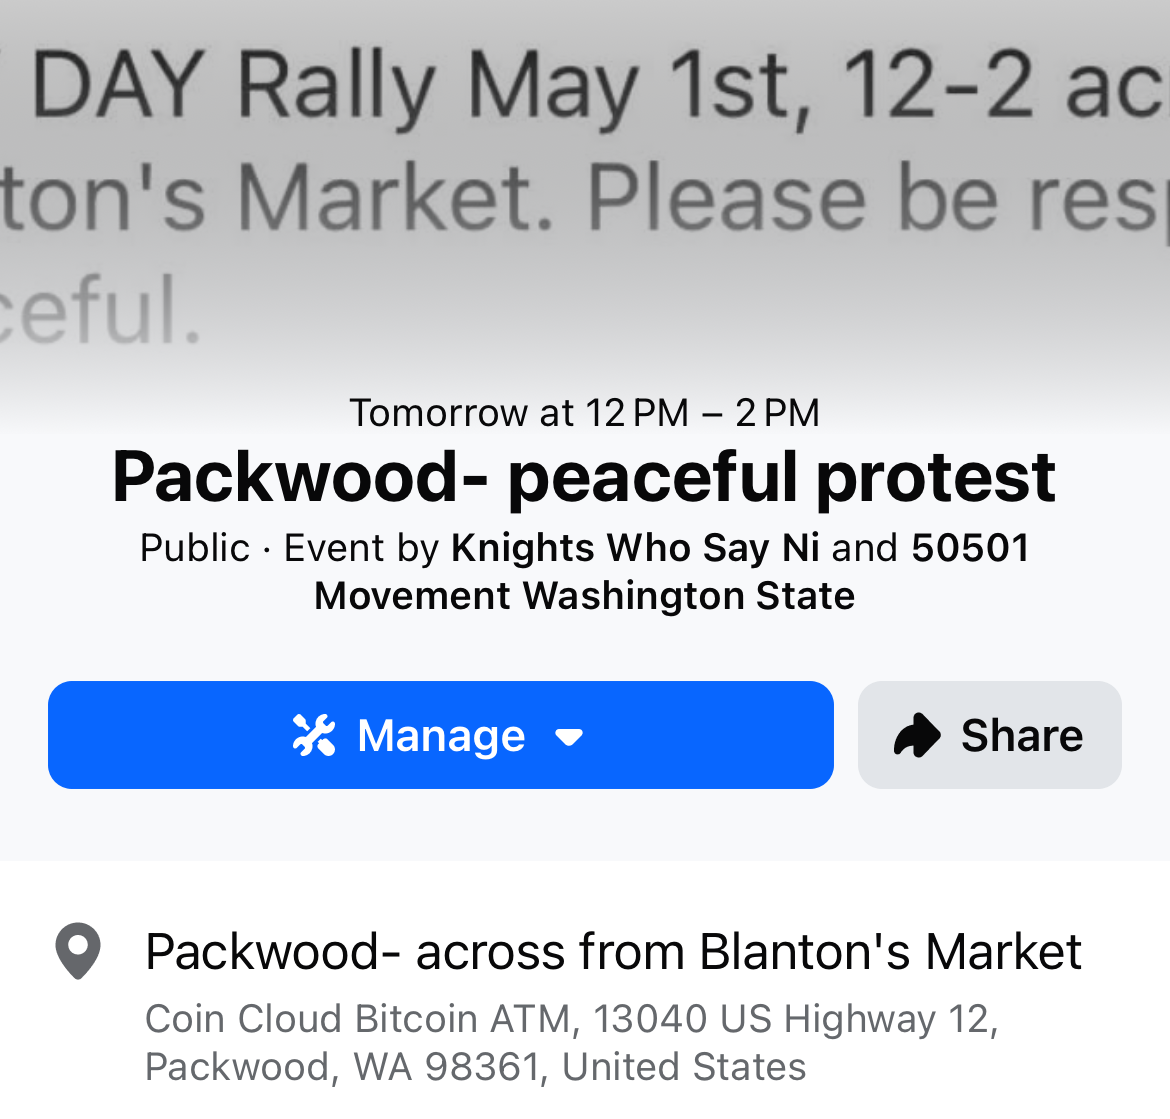 DAY Rally May 1st, 12-2 ac
ton's Market. Please be resp
ceful.
Tomorrow at 12 PM – 2 PM
Packwood- peaceful protest
Public · Event by Knights Who Say Ni and 50501
Movement Washington State
Manage
Share
Packwood- across from Blanton's Market
Coin Cloud Bitcoin ATM, 13040 US Highway 12,
Packwood, WA 98361, United States